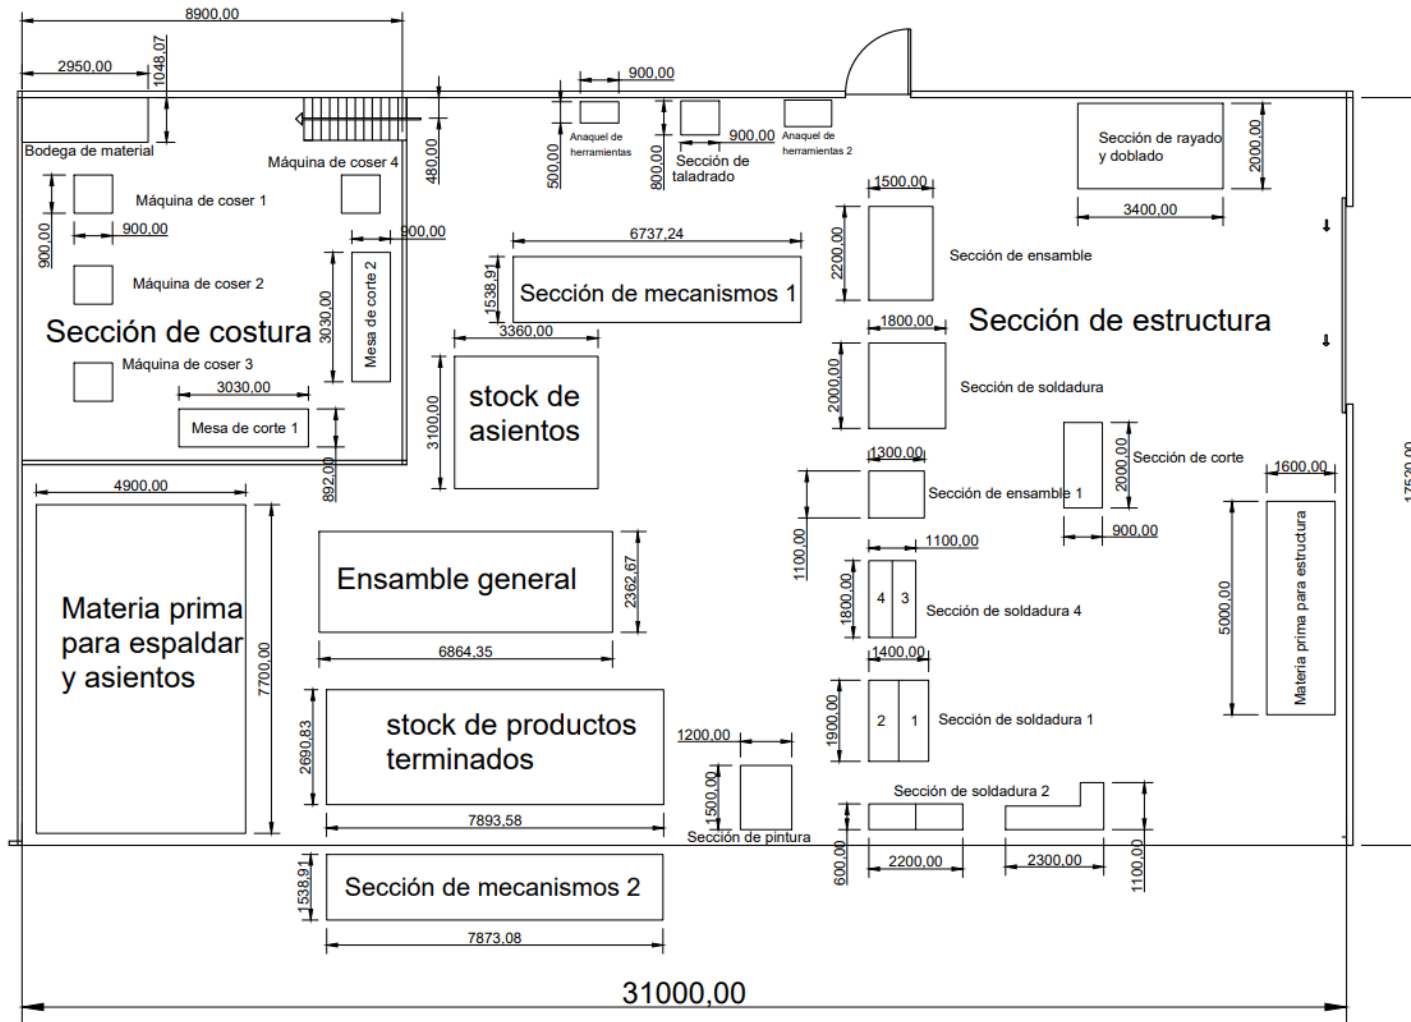 8900,00
2950,00
1048,07
900,00
Bodega de material
Máquina de coser 4
480,00
500,00
Anaquel de
herramientas
800,00
900,00
Sección de
taladrado
Anaquel de
herramientas 2
Sección de rayado
y doblado
2000,00
3400,00
Máquina de coser 1
900,00
900,00
900,00
1500,00
2200,00
Sección de ensamble
6737,24
1538,91
Sección de mecanismos 1
Máquina de coser 2
Mesa de corte 2
3030,00
Sección de costura
Sección de estructura
1800,00
3360,00
Máquina de coser 3
3030,00
Mesa de corte 1
892,00
3100,00
stock de
asientos
2000,00
Sección de soldadura
1300,00
1100,00
Sección de ensamble 1
Sección de corte
2000,00
900,00
1600,00
17520,00
4900,00
7700,00
Materia prima
para espaldar
y asientos
Ensamble general
2362,67
6864,35
1100,00
1800,00
4
3
Sección de soldadura 4
5000,00
Materia prima para estructura
1400,00
1900,00
2
1
Sección de soldadura 1
2690,83
stock de productos
terminados
7893,58
1200,00
1500,00
Sección de pintura
Sección de soldadura 2
600,00
2200,00
2300,00
1100,00
1538,91
Sección de mecanismos 2
7873,08
31000,00